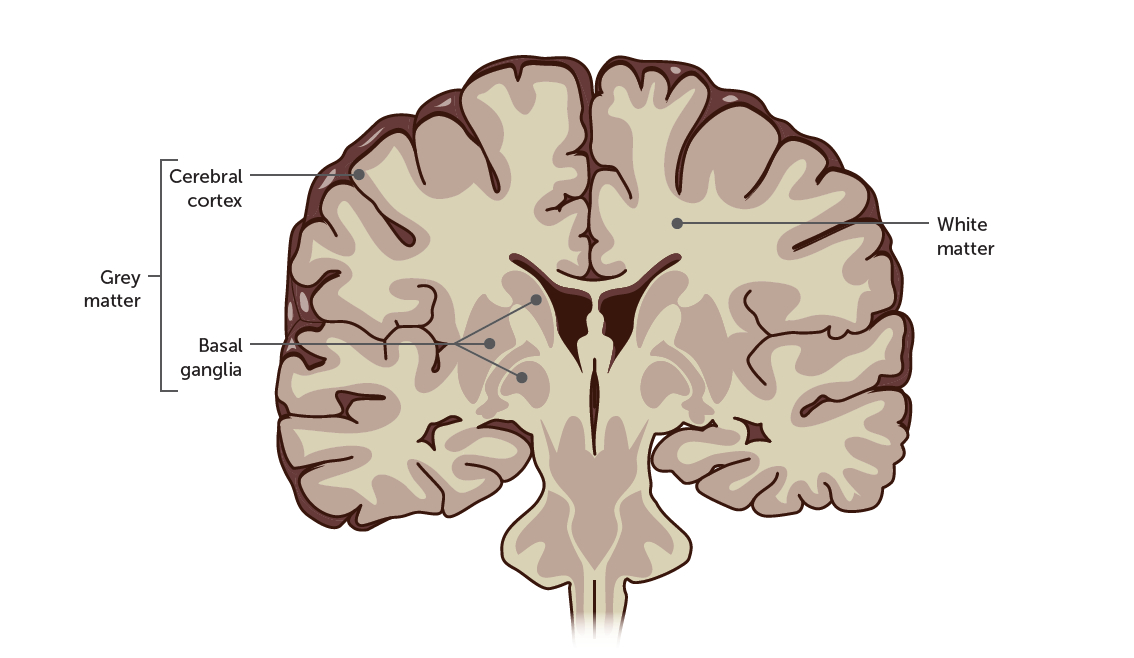 Grey
matter
Cerebral
cortex
Basal
ganglia
White
matter